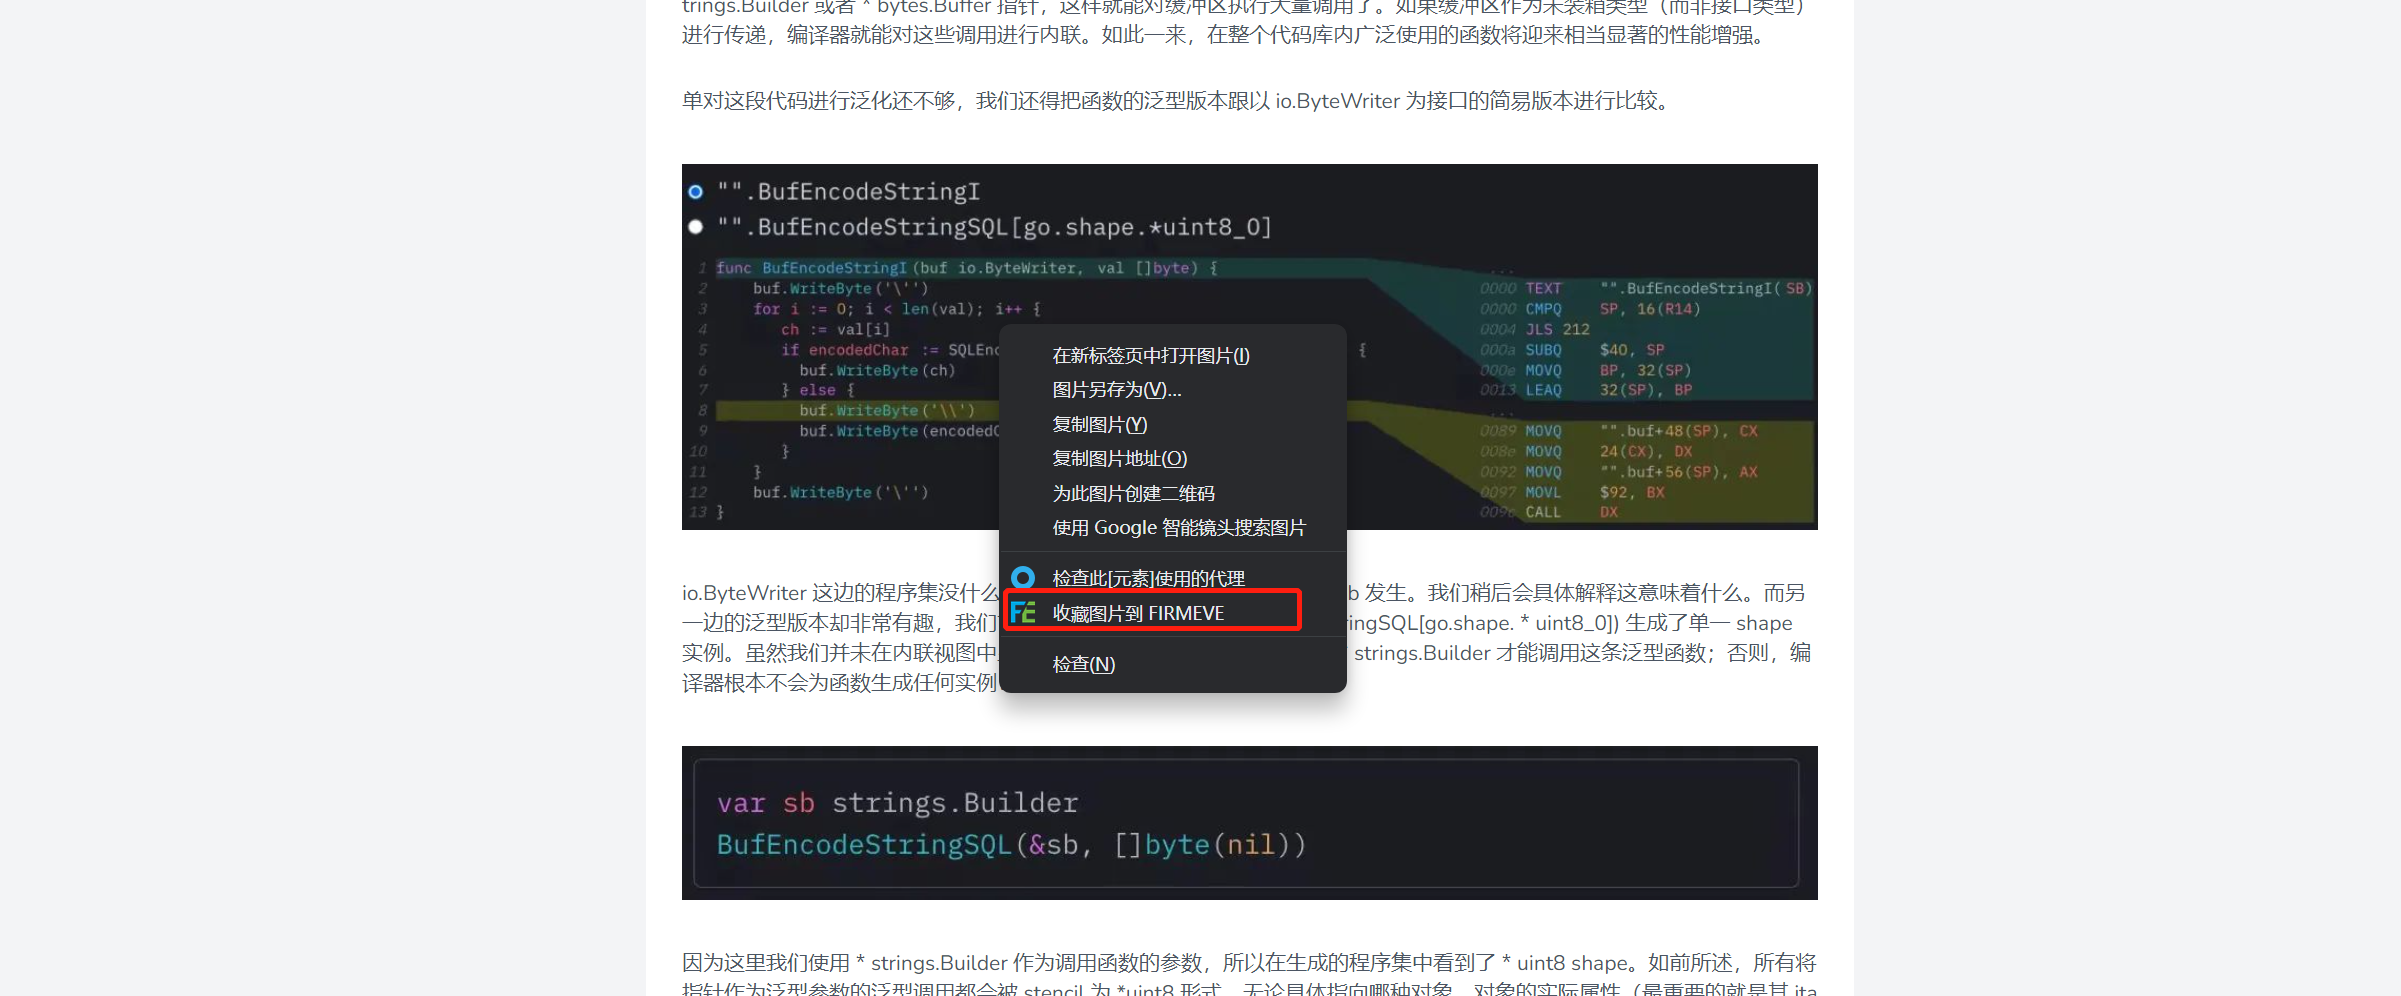 trings.Builder 或者 * bytes.Buffer 指针，这样就能对缓冲区执行大量调用了。如果缓冲区作为未装箱类型（而非接口类型）
进行传递，编译器就能对这些调用进行内联。如此一来，在整个代码库内广泛使用的函数将迎来相当显著的性能增强。
单对这段代码进行泛化还不够，我们还得把函数的泛型版本跟以 io.ByteWriter 为接口的简易版本进行比较。
"".BufEncodeStringI
"".BufEncodeStringSQL[go.shape.*uint8_0]
1 func BufEncodeStringI(buf io.ByteWriter, val []byte) {
2 buf.WriteByte('\'')
3 for i := 0; i < len(val); i++ {
4 ch := val[i]
5 if encodedChar := SQLEnc {
6 buf.WriteByte(ch)
7 } else {
8 buf.WriteByte('\\')
9 buf.WriteByte(encodedC
10 }
11 }
12 buf.WriteByte('\'')
13 }
...
0000 TEXT "".BufEncodeStringI( SB)
0000 CMPQ SP, 16(R14)
0004 JLS 212
000a SUBQ $40, SP
000e MOVQ BP, 32(SP)
0013 LEAQ 32(SP), BP
...
0089 MOVQ "".buf+48(SP), CX
008e MOVQ 24(CX), DX
0092 MOVQ "".buf+56(SP), AX
0097 MOVL $92, BX
009c CALL DX
在新标签页中打开图片(I)
图片另存为(V)...
复制图片(Y)
复制图片地址(O)
为此图片创建二维码
使用 Google 智能镜头搜索图片
检查此[元素]使用的代理
FE 收藏图片到 FIRMEVE
检查(N)
io.ByteWriter 这边的程序集没什么 b 发生。我们稍后会具体解释这意味着什么。而另
一边的泛型版本却非常有趣，我们 ringSQL[go.shape. * uint8_0]) 生成了单一 shape
实例。虽然我们并未在内联视图中 * strings.Builder 才能调用这条泛型函数；否则，编
译器根本不会为函数生成任何实例
var sb strings.Builder
BufEncodeStringSQL(&sb, []byte(nil))
因为这里我们使用 * strings.Builder 作为调用函数的参数，所以在生成的程序集中看到了 * uint8 shape。如前所述，所有将
指针作为泛型参数的泛型调用都会被 stencil 为 *uint8 形式，无论具体指向哪种对象。对象的实际属性（最重要的就是其 ita